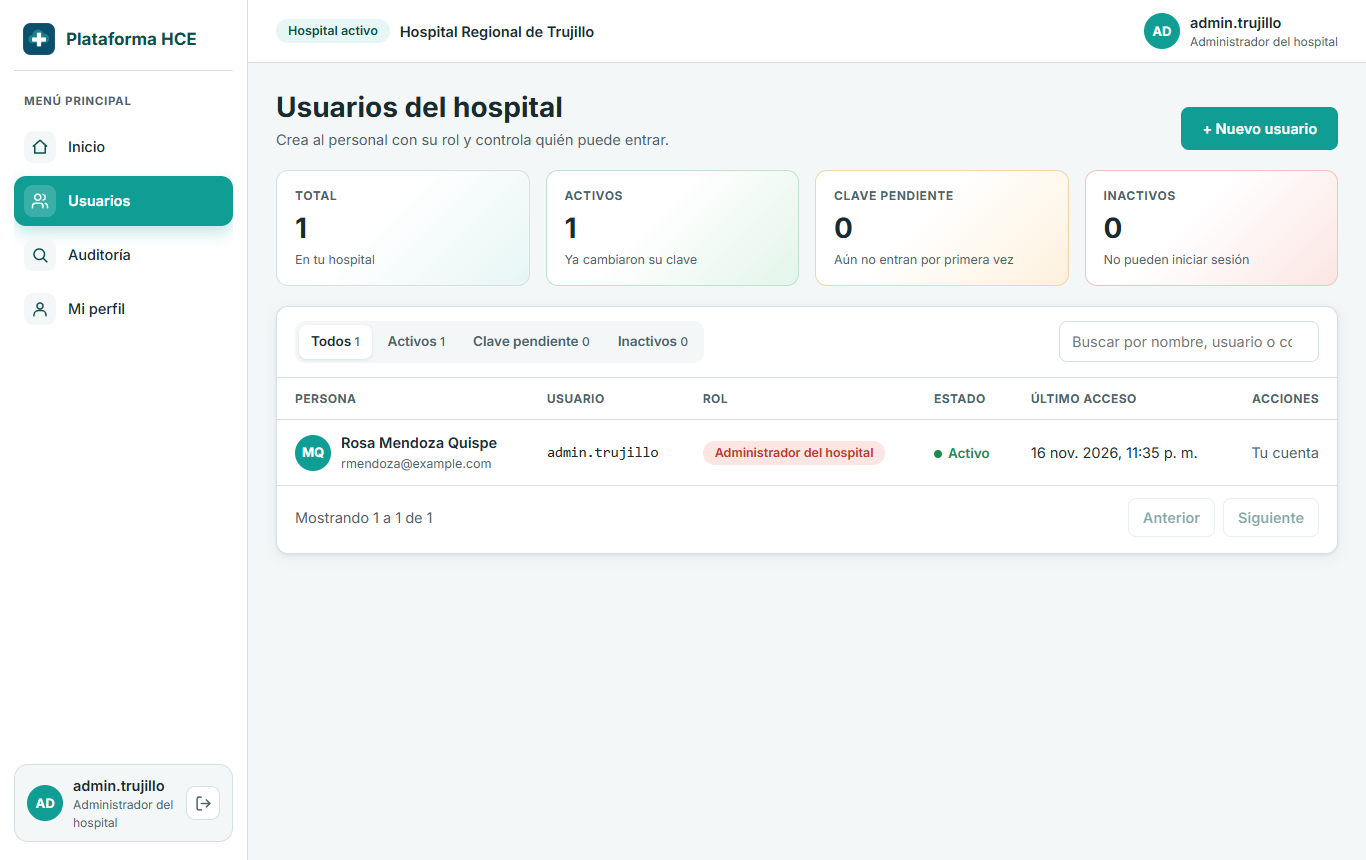 Plataforma HCE
MENÚ PRINCIPAL
Inicio
Usuarios
Auditoría
Mi perfil
AD
admin.trujillo
Administrador del
hospital
Hospital activo
Hospital Regional de Trujillo
AD
admin.trujillo
Administrador del hospital
Usuarios del hospital
Crea al personal con su rol y controla quién puede entrar.
+ Nuevo usuario
TOTAL
1
En tu hospital
ACTIVOS
1
Ya cambiaron su clave
CLAVE PENDIENTE
0
Aún no entran por primera vez
INACTIVOS
0
No pueden iniciar sesión
Todos 1
Activos 1
Clave pendiente 0
Inactivos 0
Buscar por nombre, usuario o co
PERSONA
USUARIO
ROL
ESTADO
ÚLTIMO ACCESO
ACCIONES
MQ
Rosa Mendoza Quispe
rmendoza@example.com
admin.trujillo
Administrador del hospital
Activo
16 nov. 2026, 11:35 p. m.
Tu cuenta
Mostrando 1 a 1 de 1
Anterior
Siguiente